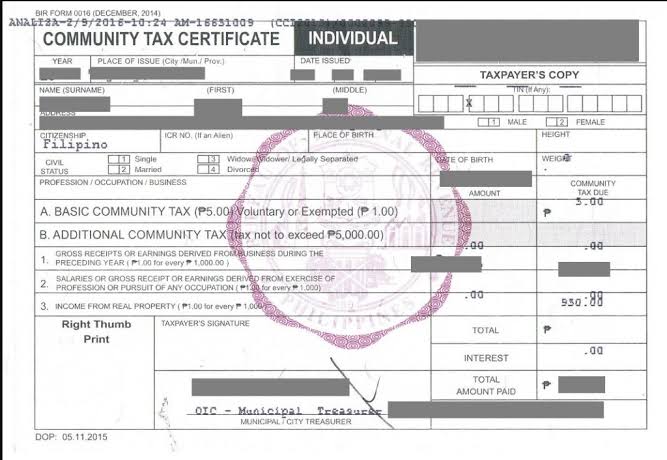 BIR FORM 0016 (DECEMBER, 2014)
ANALIZA-2/9/2016-10:24 AM-16631009
COMMUNITY TAX CERTIFICATE
INDIVIDUAL
YEAR
PLACE OF ISSUE (City /Mun./ Prov.)
DATE ISSUED
TAXPAYER'S COPY
NAME (SURNAME)
(FIRST)
(MIDDLE)
TIN (If Any):
X
ADDRESS
1 MALE
2 FEMALE
CITIZENSHIP
Filipino
ICR NO. (If an Alien)
PLACE OF BIRTH
HEIGHT
CIVIL STATUS
1 Single
3 Widow/Widower/ Legally Separated
2 Married
4 Divorced
DATE OF BIRTH
WEIGHT
PROFESSION / OCCUPATION / BUSINESS
AMOUNT
COMMUNITY TAX DUE
A. BASIC COMMUNITY TAX (₱5.00) Voluntary or Exempted (₱ 1.00)
₱
5.00
B. ADDITIONAL COMMUNITY TAX (tax not to exceed ₱5,000.00)
1. GROSS RECEIPTS OR EARNINGS DERIVED FROM BUSINESS DURING THE
PRECEDING YEAR ( ₱1.00 for every ₱ 1,000.00 )
.00
.00
2. SALARIES OR GROSS RECEIPT OR EARNINGS DERIVED FROM EXERCISE OF
PROFESSION OR PURSUIT OF ANY OCCUPATION ( ₱1.00 for every ₱ 1,000)
3. INCOME FROM REAL PROPERTY ( ₱1.00 for every ₱ 1,000)
.00
.00
930.00
PHILIPPINES
Right Thumb
Print
TAXPAYER'S SIGNATURE
TOTAL
₱
INTEREST
.00
TOTAL
AMOUNT PAID
₱
OIC - Municipal Treasurer
MUNICIPAL / CITY TREASURER
DOP: 05.11.2015